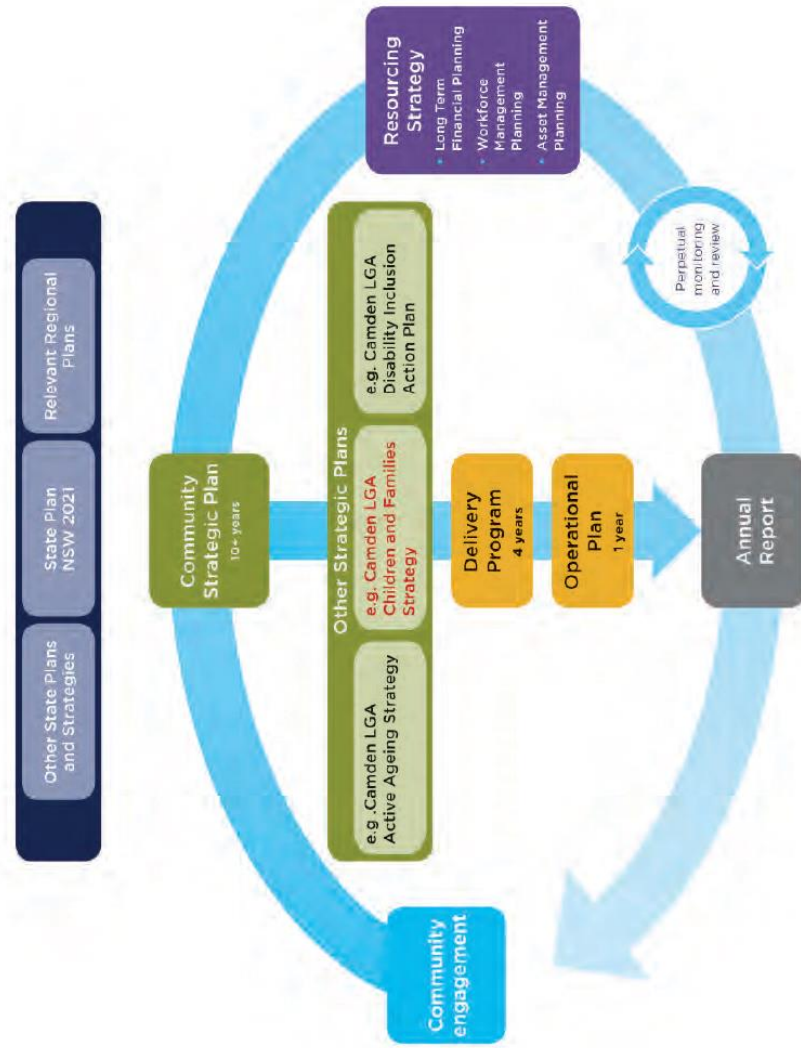 Other State Plans
and Strategies
State Plan
NSW 2021
Relevant Regional
Plans
Community
Strategic Plan
10+ years
Community
engagement
Other Strategic Plans
e.g .Camden LGA
Active Ageing Strategy
e.g. Camden LGA
Children and Families
Strategy
e.g. Camden LGA
Disability Inclusion
Action Plan
Resourcing
Strategy
• Long Term
Financial Planning
• Workforce
Management
Planning
• Asset Management
Planning
Delivery
Program
4 years
Operational
Plan
1 year
Perpetual
monitoring
and review
Annual
Report